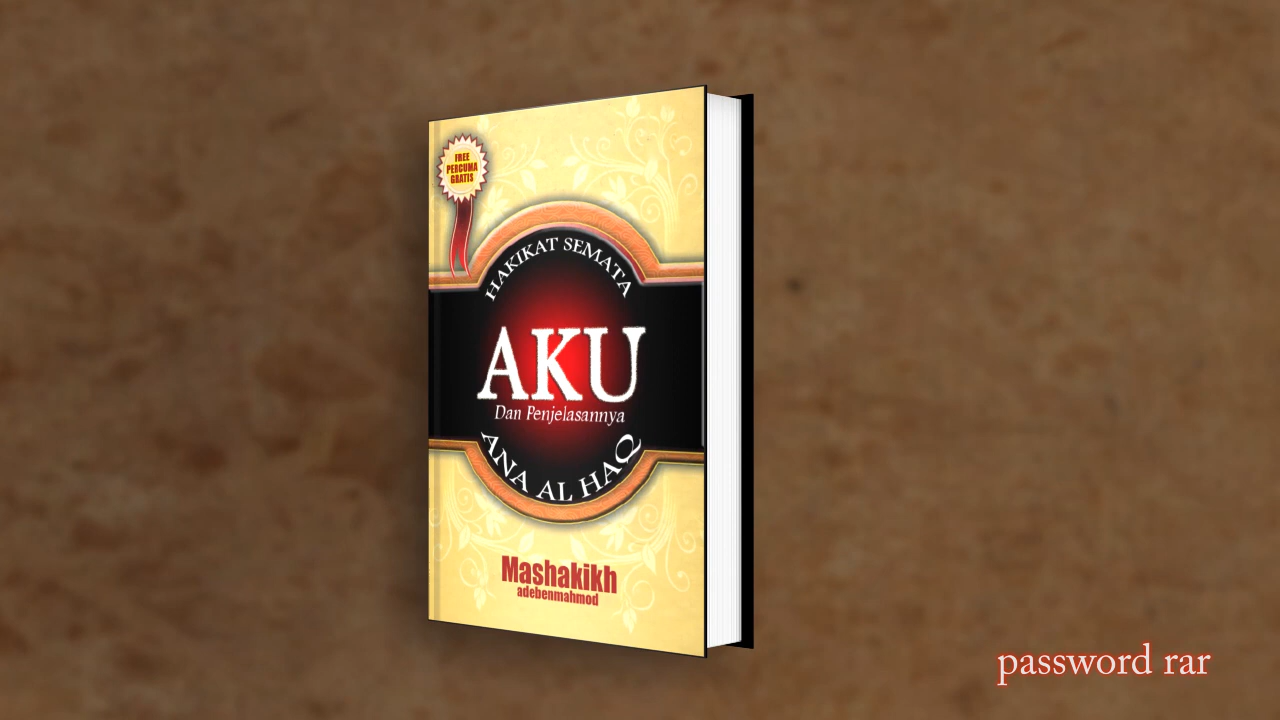 FREE
PERCUMA
GRATIS
HAKIKAT SEMATA
AKU
Dan Penjelasannya
ANA AL HAQ
Mashakikh
adebenmahmod
password rar